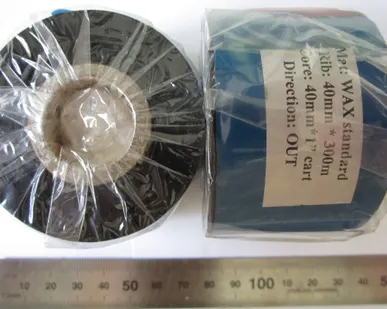 Mat: WAX standard
Rib: 40mm * 300m
Core: 40mm*1" cart
Direction: OUT
10 20 30 40 50 60 70 80 90 100 10 20 30 40